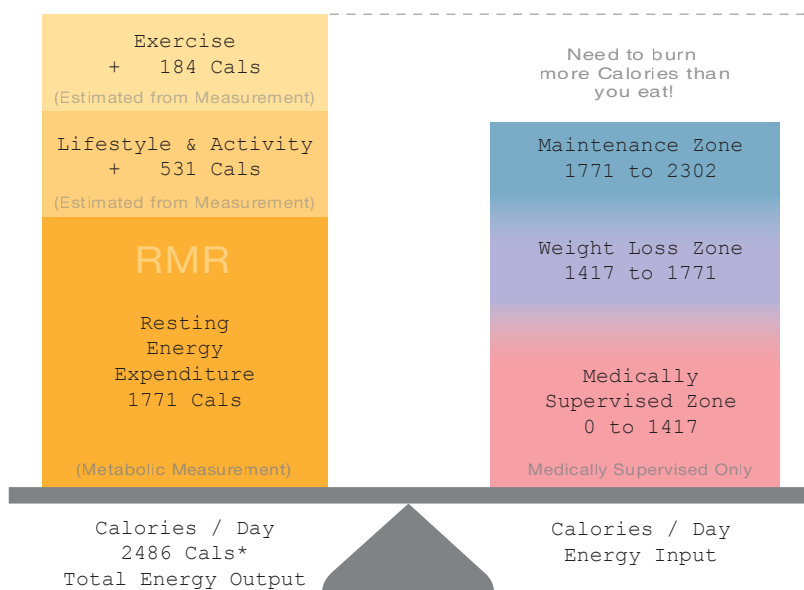 Exercise
+ 184 Cals
(Estimated from Measurement)
Lifestyle & Activity
+ 531 Cals
(Estimated from Measurement)
RMR
Resting
Energy
Expenditure
1771 Cals
(Metabolic Measurement)
Calories / Day
2486 Cals*
Total Energy Output
Need to burn
more Calories than
you eat!
Maintenance Zone
1771 to 2302
Weight Loss Zone
1417 to 1771
Medically
Supervised Zone
0 to 1417
Medically Supervised Only
Calories / Day
Energy Input